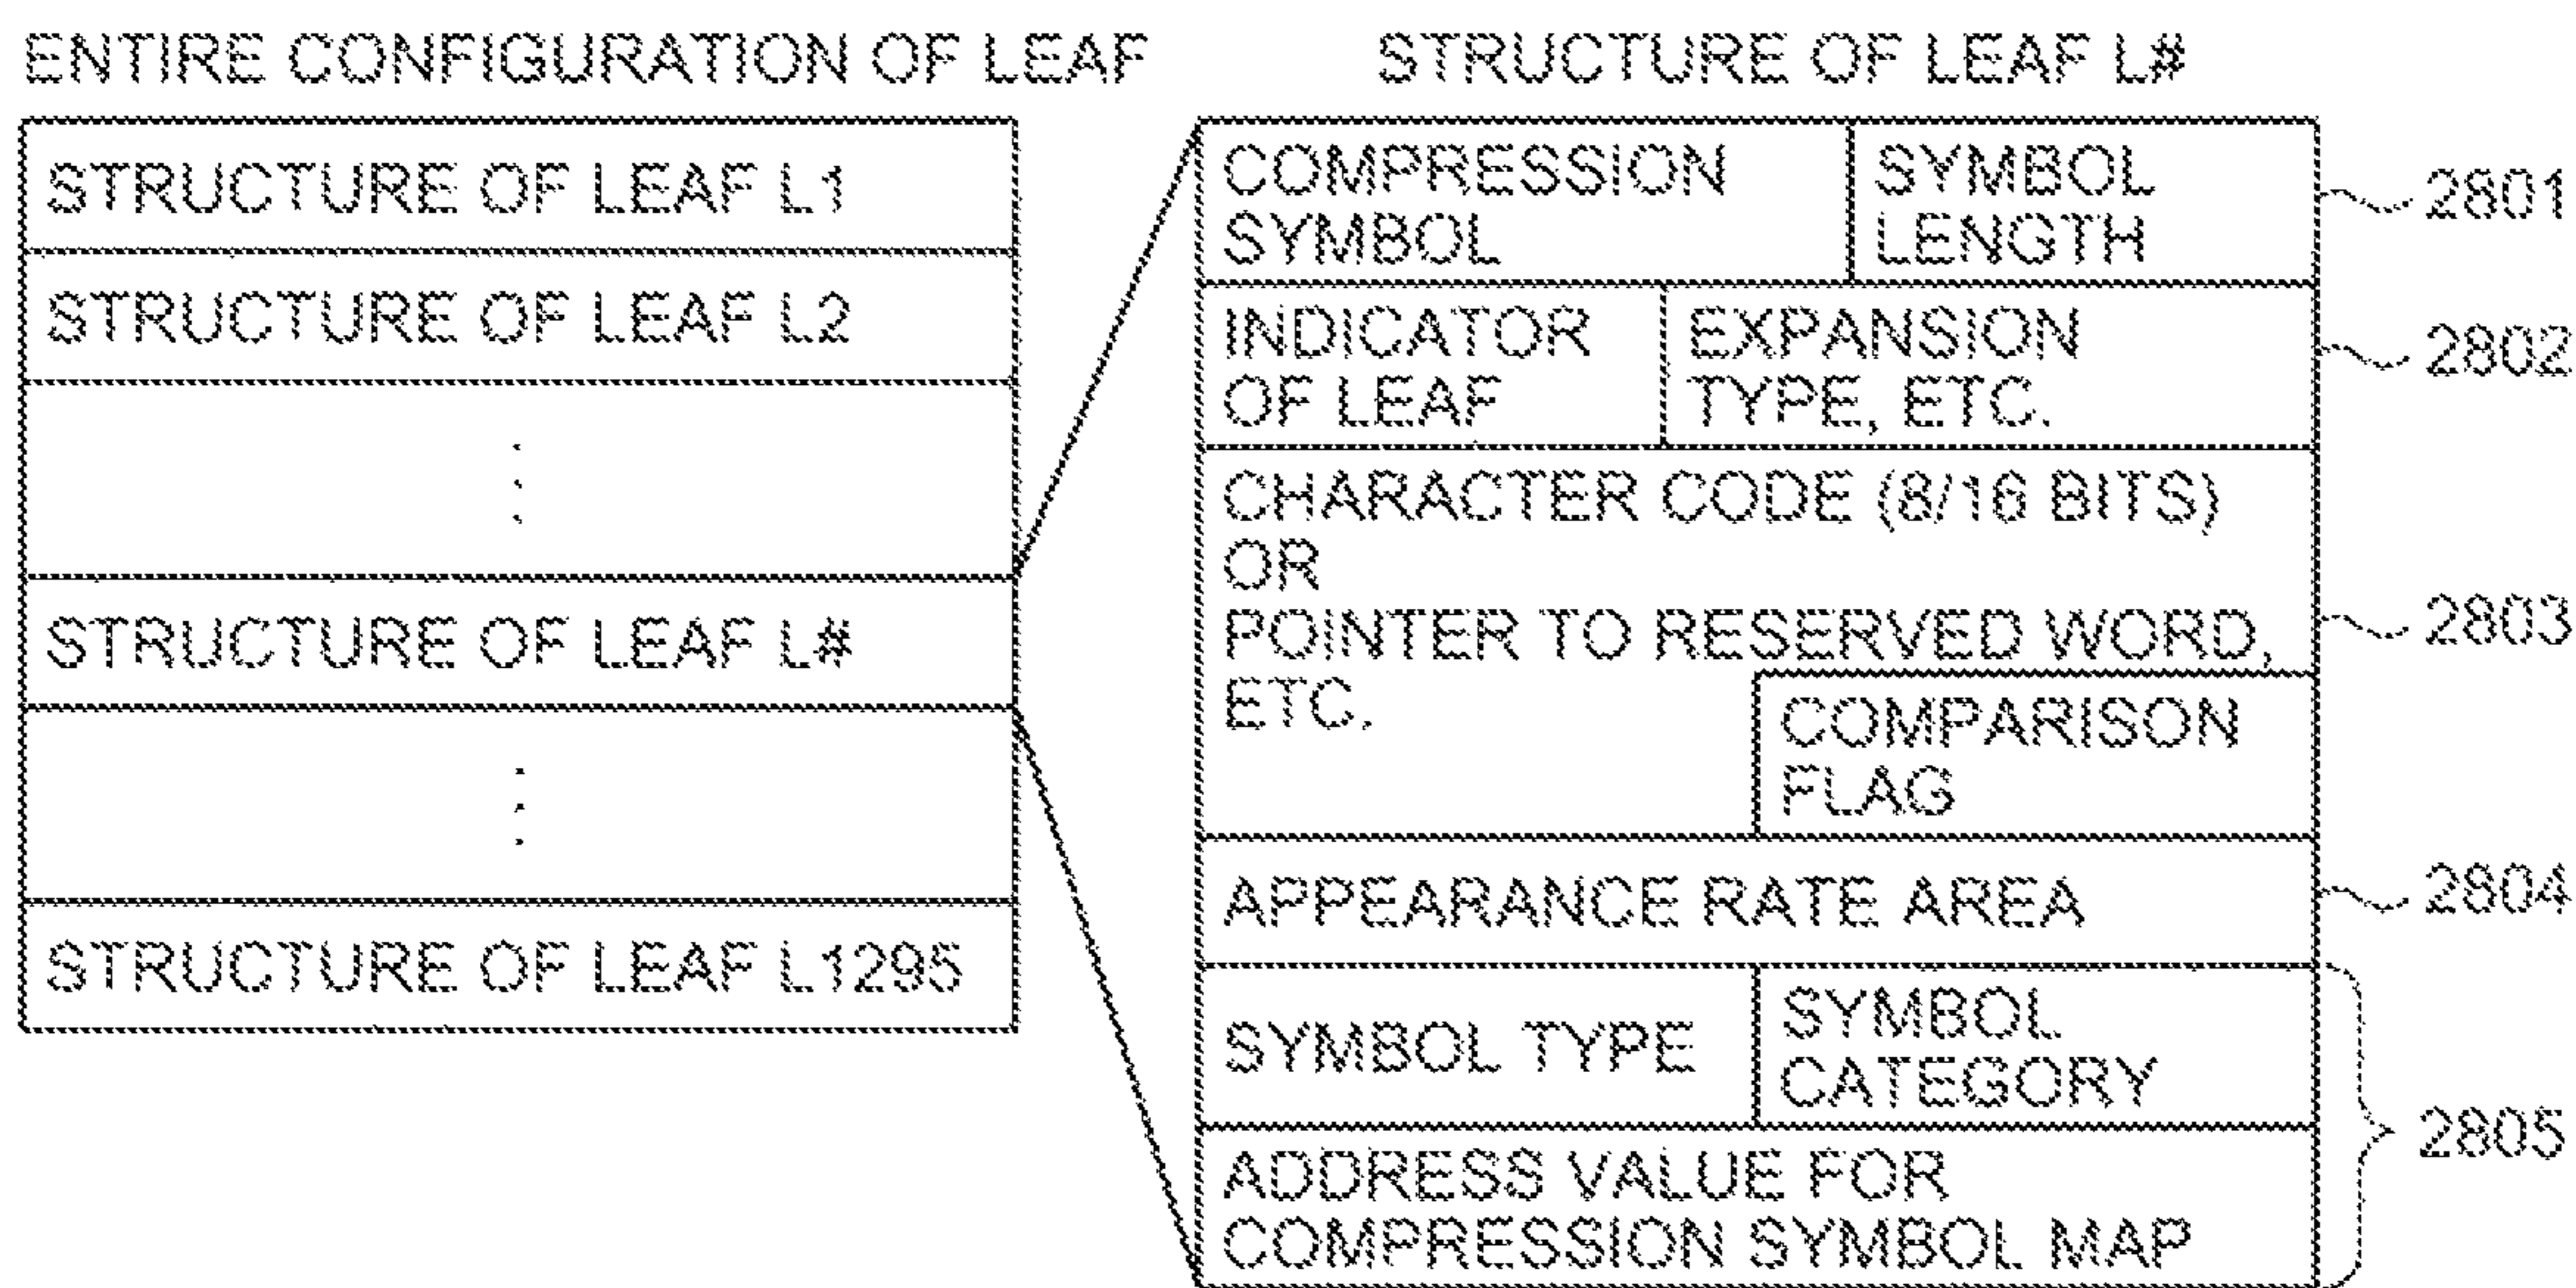 ENTIRE CONFIGURATION OF LEAF
STRUCTURE OF LEAF L1
STRUCTURE OF LEAF L2
STRUCTURE OF LEAF L#
STRUCTURE OF LEAF L1295
STRUCTURE OF LEAF L#
COMPRESSION
SYMBOL
SYMBOL
LENGTH
2801
INDICATOR
OF LEAF
EXPANSION
TYPE, ETC.
2802
CHARACTER CODE (8/16 BITS)
OR
POINTER TO RESERVED WORD,
ETC.
2803
COMPARISON
FLAG
APPEARANCE RATE AREA
2804
SYMBOL TYPE
SYMBOL
CATEGORY
2805
ADDRESS VALUE FOR
COMPRESSION SYMBOL MAP